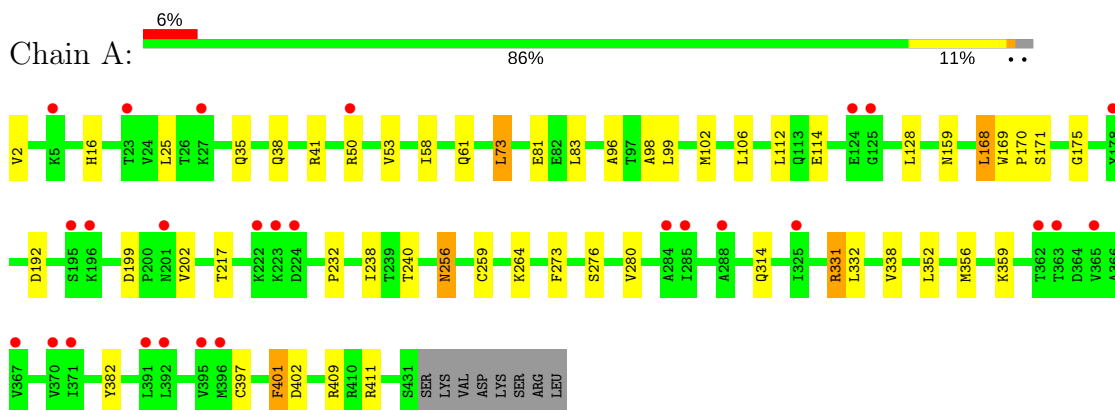 6%
Chain A:
86% 11% • •
V2 K5 H16 T23 V24 L25 T26 K27 Q35 Q38 R41 R50 V53 I58 Q61 L73 E81 E82 L83 A96 T97 A98 L99 M102 L106 L112 Q113 E114 E124 G125 L128 N159 L168 W169 P170 S171 G175
D192 S195 K196 D199 P200 N201 V202 T217 K222 K223 D224 P232 I238 T239 T240 N256 C259 K264 F273 S276 V280 A284 I285 A288 Q314 I325 R331 L332 V338 L352 M356 K359 T362 T363 D364 V365 A366
V367 V370 I371 Y382 L391 L392 V395 M396 C397 F401 D402 R409 R410 R411 S431 SER LYS VAL ASP LYS SER ARG LEU